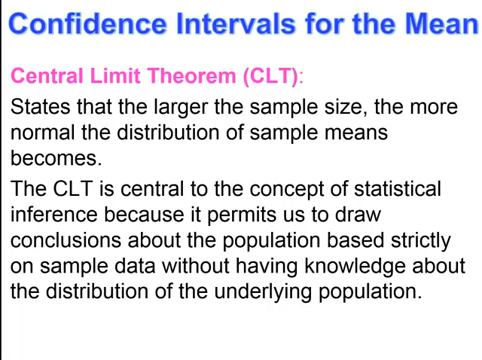 Confidence Intervals for the Mean
Central Limit Theorem (CLT):
States that the larger the sample size, the more
normal the distribution of sample means
becomes.
The CLT is central to the concept of statistical
inference because it permits us to draw
conclusions about the population based strictly
on sample data without having knowledge about
the distribution of the underlying population.